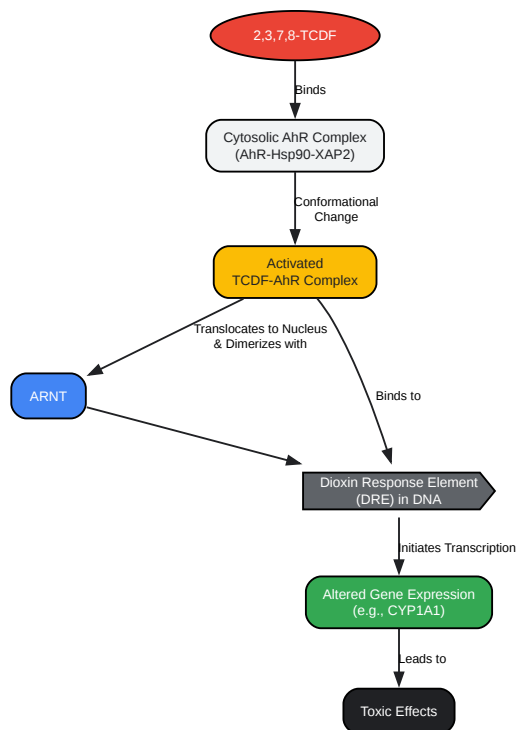 2,3,7,8-TCDF
Binds
Cytosolic AhR Complex
(AhR-Hsp90-XAP2)
Conformational
Change
Activated
TCDF-AhR Complex
Translocates to Nucleus
& Dimerizes with
ARNT
Binds to
Dioxin Response Element
(DRE) in DNA
Initiates Transcription
Altered Gene Expression
(e.g., CYP1A1)
Leads to
Toxic Effects